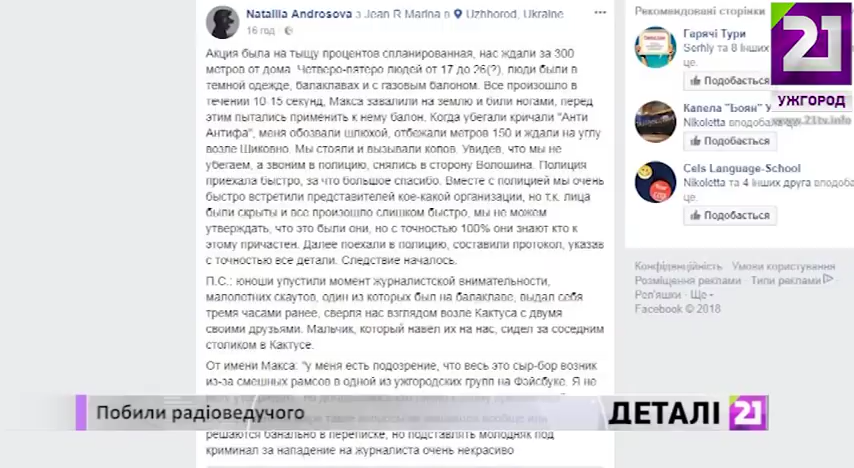 Nataliia Androsova з Jean R Marina в Uzhhorod, Ukraine
16 год
Акция была на тыщу процентов спланированная, нас ждали за 300
метров от дома. Четверо-пятеро людей от 17 до 26(?), люди были в
темной одежде, балаклавах и с газовым балоном. Все произошло в
течении 10-15 секунд, Макса завалили на землю и били ногами, перед
этим пытались применить к нему балон. Когда убегали кричали "Анти
Антифа", меня обозвали шлюхой, отбежали метров 150 и ждали на углу
возле Шиковно. Мы стояли и вызывали копов. Увидев, что мы не
убегаем, а звоним в полицию, снялись в сторону Волошина. Полиция
приехала быстро, за что большое спасибо. Вместе с полицией мы очень
быстро встретили представителей кое-какой организации, но т.к. лица
были скрыты и все произошло слишком быстро, мы не можем
утверждать, что это были они, но с точностью 100% они знают кто к
этому причастен. Далее поехали в полицию, составили протокол, указав
с точностью все детали. Следствие началось.
П.С.: юноши упустили момент журналистской внимательности,
малолотних скаутов, один из которых был на балаклаве, выдал себя
тремя часами ранее, сверля нас взглядом возле Кактуса с двумя
своими друзьями. Мальчик, который навел их на нас, сидел за соседним
столиком в Кактусе.
От имени Макса: "у меня есть подозрение, что весь это сыр-бор возник
из-за смешных рамсов в одной из ужгородских групп на Фэйсбуке. Я не
решаются банально в переписке, но подставлять молодняк под
криминал за нападение на журналиста очень некрасиво
Рекомендовані сторінки
Гарячі Тури
Serhiy та 8 інших
це.
Подобається
Капела "Боян" У
Nikoletta вподобала
це.
Подобається
Cels Language-School
Nikoletta та 4 інших друга вподоба
це.
Подобається
Конфіденційність Умови користування
Розміщення реклами Типи реклами
Реп'яшки Ще
Facebook © 2018
21
УЖГОРОД
www.21tv.info
Побили радіоведучого
ДЕТАЛІ 21